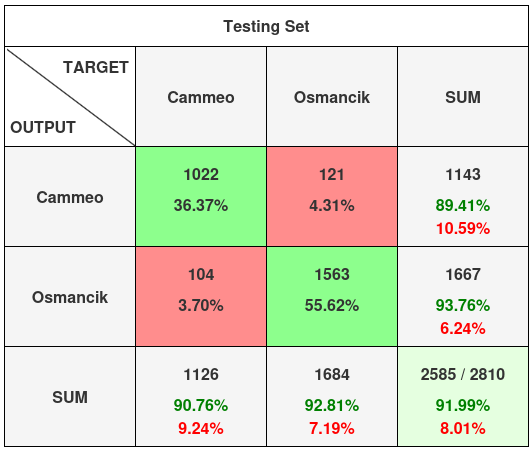 Testing Set
TARGET
OUTPUT
Cammeo
Osmancik
SUM
Cammeo
1022
36.37%
121
4.31%
1143
89.41%
10.59%
Osmancik
104
3.70%
1563
55.62%
1667
93.76%
6.24%
SUM
1126
90.76%
9.24%
1684
92.81%
7.19%
2585 / 2810
91.99%
8.01%